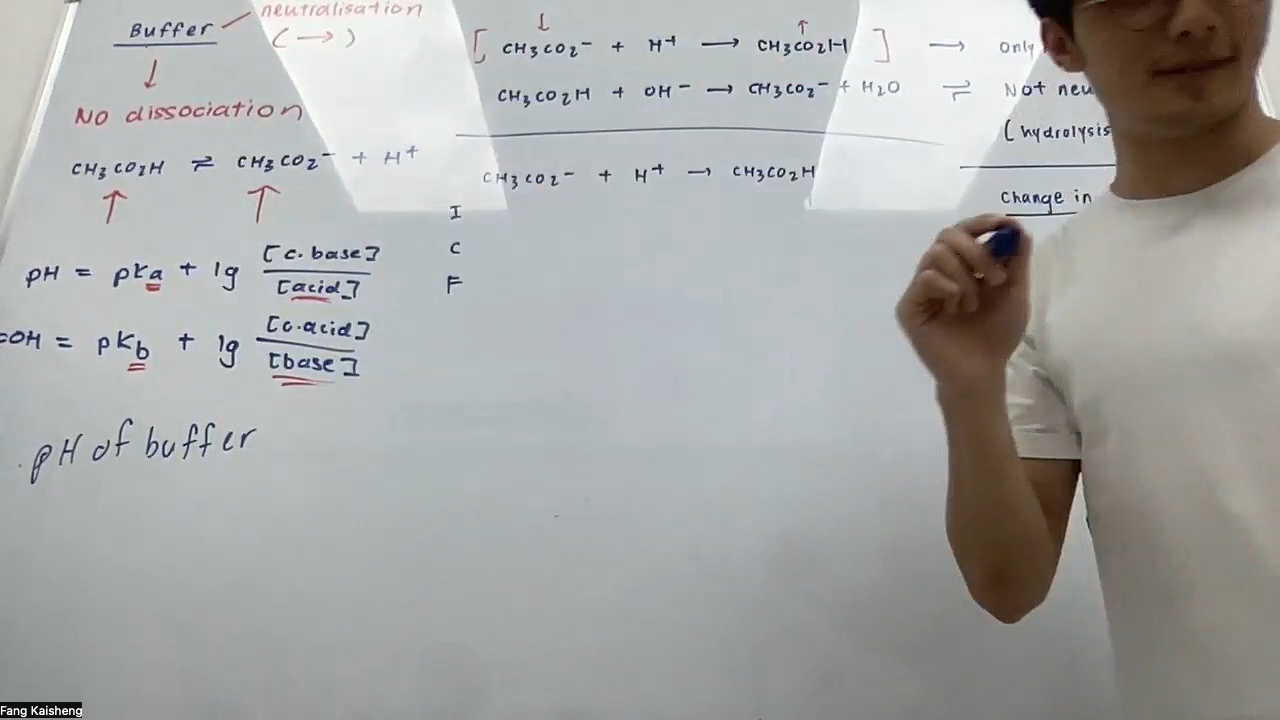 Buffer
neutralisation
( → )
No dissociation
CH3CO2H ⇌ CH3CO2⁻ + H⁺
pH = pKa + lg [c.base]
[acid]
OH = pKb + lg [c.acid]
[base]
pH of buffer
[ CH3CO2⁻ + H⁺ → CH3CO2H ] → Only
CH3CO2H + OH⁻ → CH3CO2⁻ + H2O ⇌ Not neu
(hydrolysis
CH3CO2⁻ + H⁺ → CH3CO2H
I
C
F
Change in
Fang Kaisheng